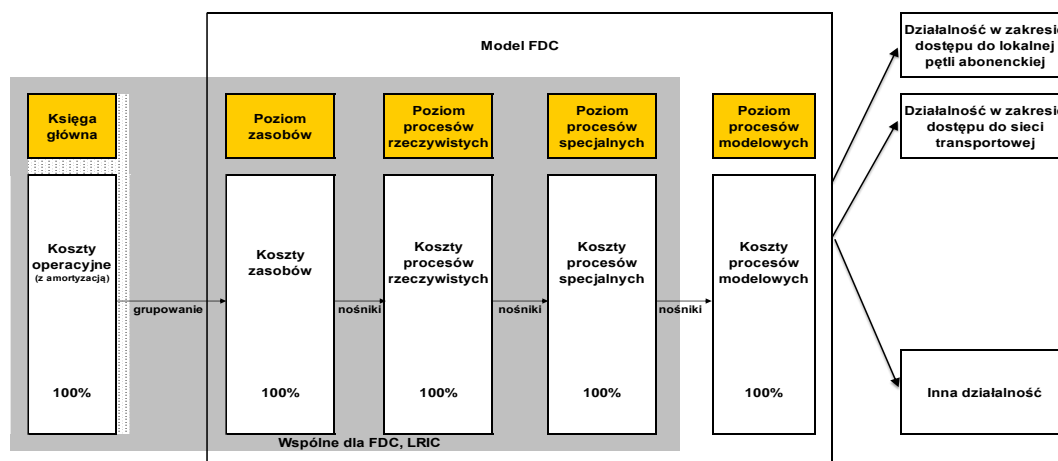 Model FDC
Działalność w zakresie
dostępu do lokalnej
pętli abonenckiej
Księga
główna
Poziom
zasobów
Poziom
procesów
rzeczywistych
Poziom
procesów
specjalnych
Poziom
procesów
modelowych
Działalność w zakresie
dostępu do sieci
transportowej
Koszty
operacyjne
(z amortyzacją)
Koszty
zasobów
Koszty
procesów
rzeczywistych
Koszty
procesów
specjalnych
Koszty
procesów
modelowych
grupowanie
nośniki
nośniki
nośniki
100%
100%
100%
100%
100%
Inna działalność
Wspólne dla FDC, LRIC